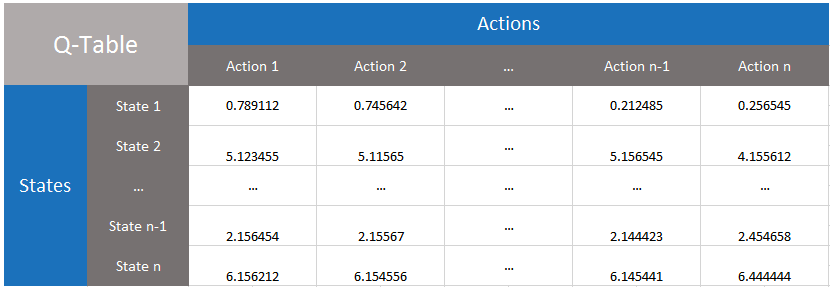 Q-Table
Actions
Action 1 Action 2 ... Action n-1 Action n
States
State 1 0.789112 0.745642 ... 0.212485 0.256545
State 2 5.123455 5.11565 ... 5.156545 4.155612
... ... ... ... ... ...
State n-1 2.156454 2.15567 ... 2.144423 2.454658
State n 6.156212 6.154556 ... 6.145441 6.444444